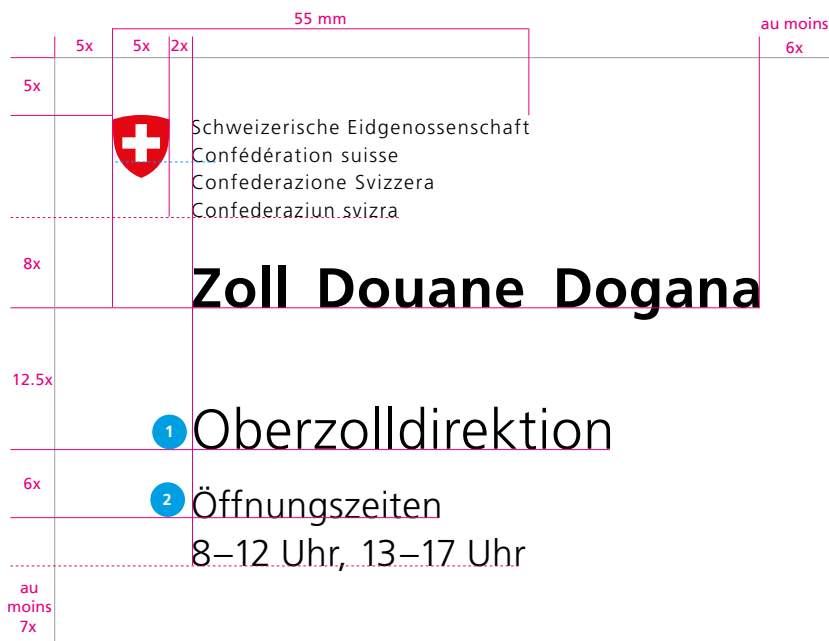 55 mm
au moins
5x 5x 2x 6x
5x
Schweizerische Eidgenossenschaft
Confédération suisse
Confederazione Svizzera
Confederaziun svizra
8x
Zoll Douane Dogana
12.5x
1 Oberzolldirektion
6x
2 Öffnungszeiten
8–12 Uhr, 13–17 Uhr
au
moins
7x